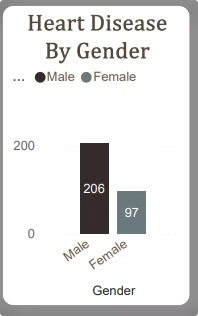 Heart Disease
By Gender
... Male Female
200
206
97
0
Male Female
Gender